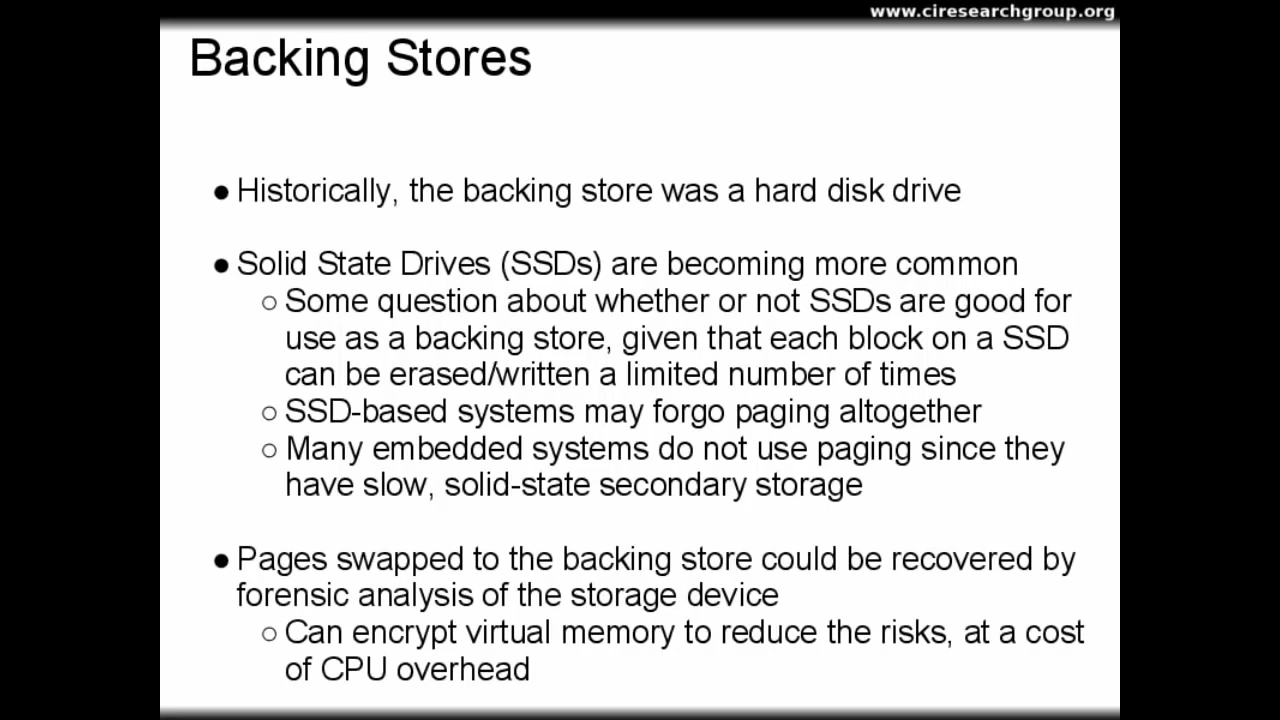 www.ciresearchgroup.org
Backing Stores
● Historically, the backing store was a hard disk drive
● Solid State Drives (SSDs) are becoming more common
○ Some question about whether or not SSDs are good for
use as a backing store, given that each block on a SSD
can be erased/written a limited number of times
○ SSD-based systems may forgo paging altogether
○ Many embedded systems do not use paging since they
have slow, solid-state secondary storage
● Pages swapped to the backing store could be recovered by
forensic analysis of the storage device
○ Can encrypt virtual memory to reduce the risks, at a cost
of CPU overhead